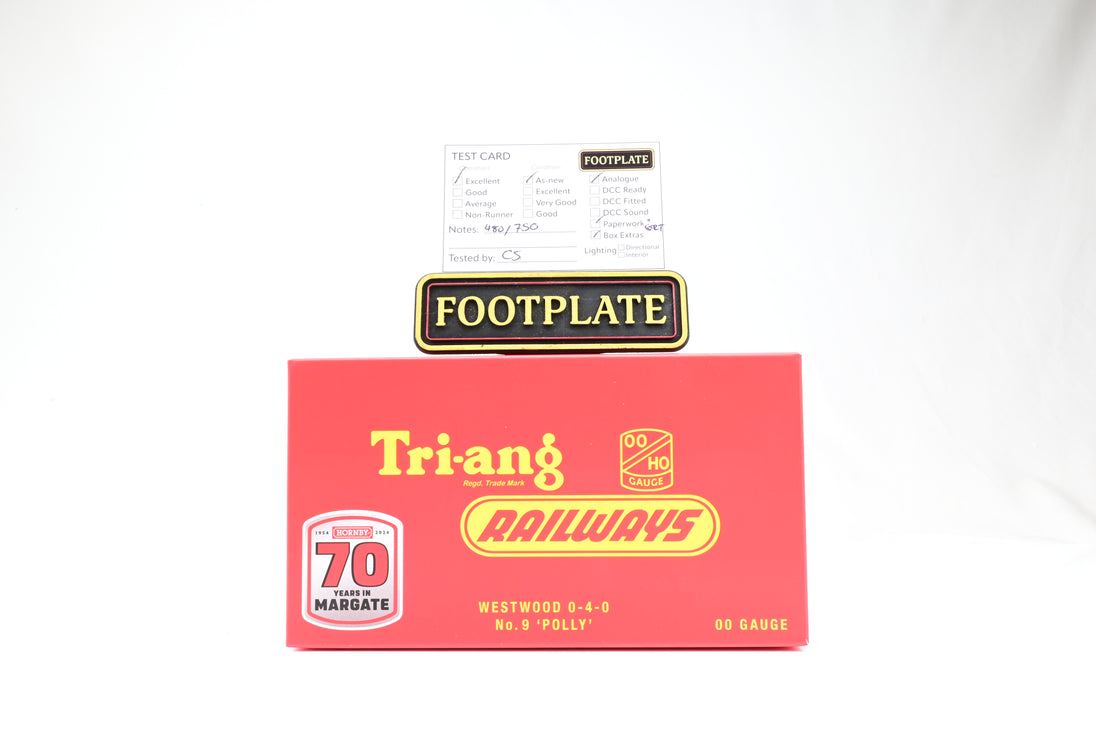 TEST CARD
FOOTPLATE
Excellent
Good
Average
Non-Runner
As-new
Excellent
Very Good
Good
Analogue
DCC Ready
DCC Fitted
DCC Sound
Paperwork
Box Extras
Notes: 480/750
Lighting
Directional
Interior
Tested by: CS
FOOTPLATE
Tri-ang
Regd. Trade Mark
OO
HO
GAUGE
RAILWAYS
1954 HORNBY 2024
70
YEARS IN
MARGATE
WESTWOOD 0-4-0
No. 9 ‘POLLY’
OO GAUGE